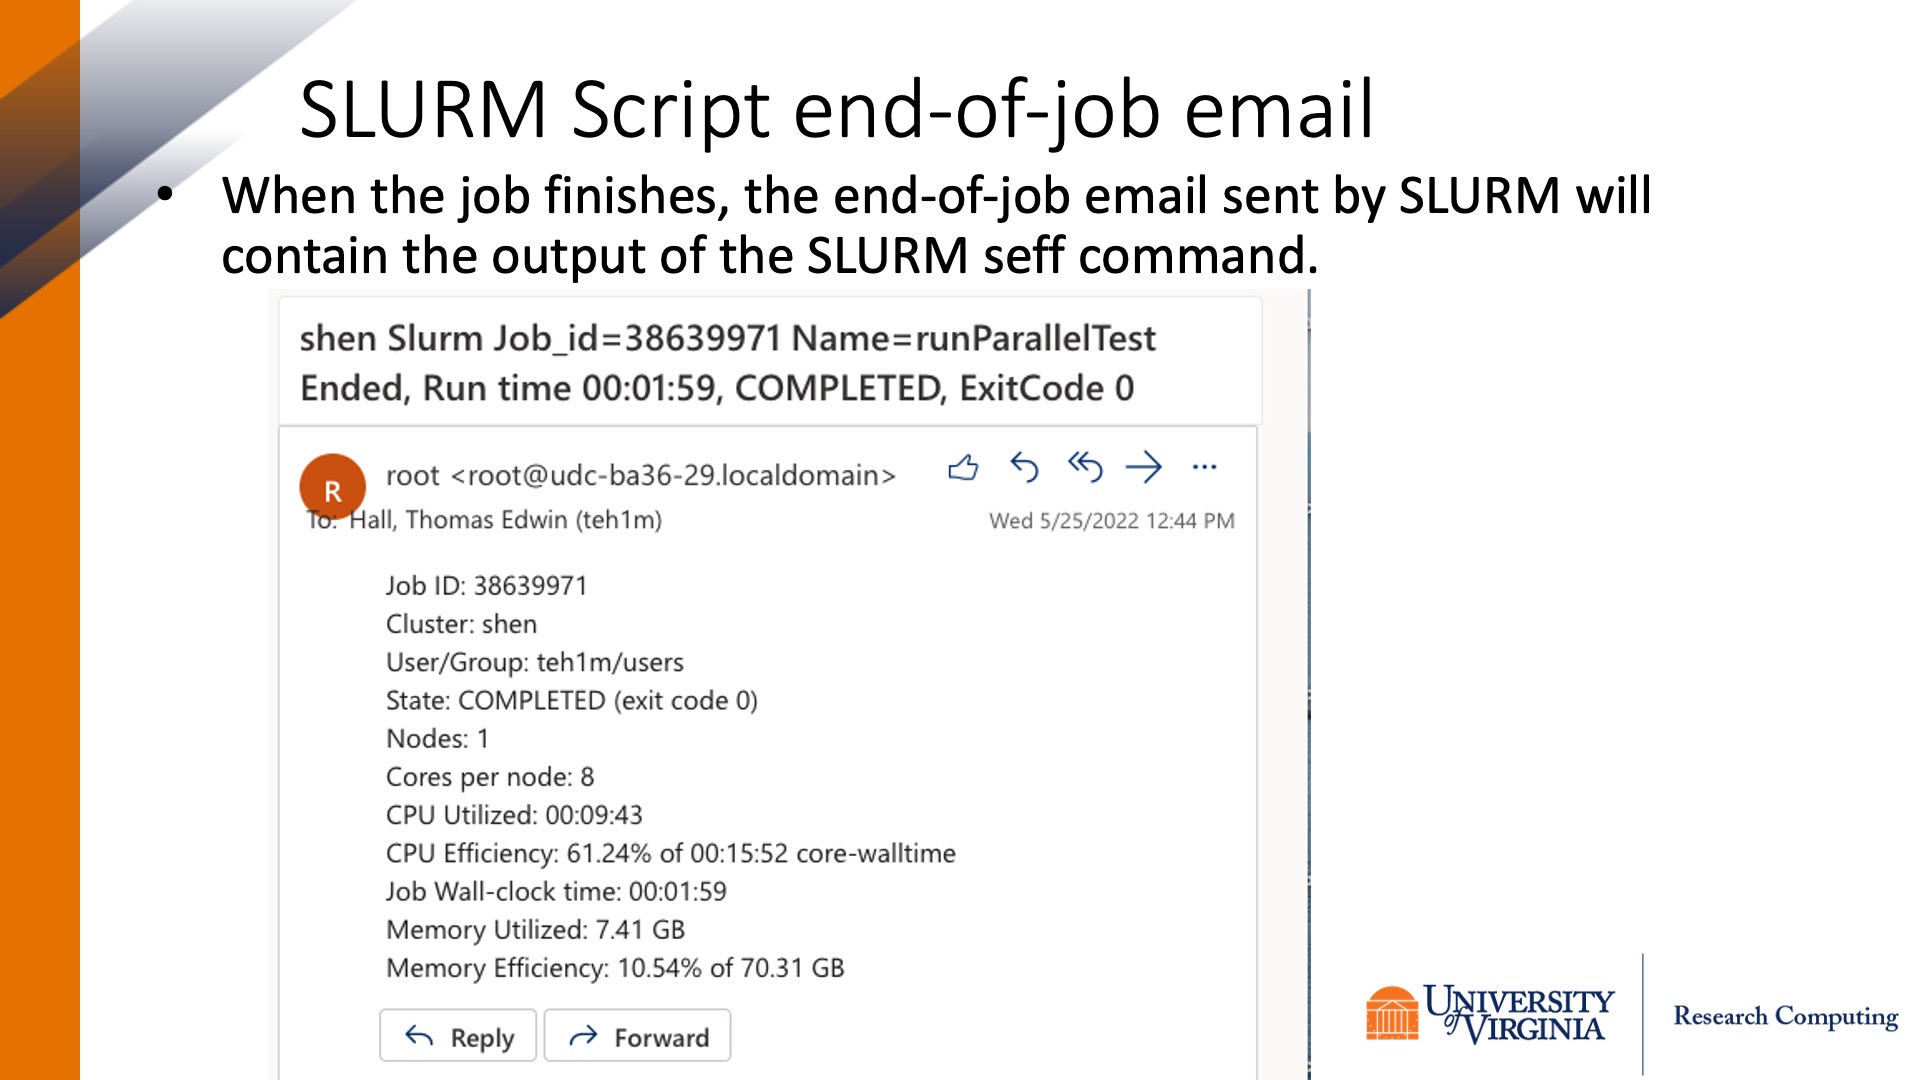 SLURM Script end-of-job email
• When the job finishes, the end-of-job email sent by SLURM will
contain the output of the SLURM seff command.
shen Slurm Job_id=38639971 Name=runParallelTest
Ended, Run time 00:01:59, COMPLETED, ExitCode 0
R
root <root@udc-ba36-29.localdomain>
To: Hall, Thomas Edwin (teh1m)
Wed 5/25/2022 12:44 PM
Job ID: 38639971
Cluster: shen
User/Group: teh1m/users
State: COMPLETED (exit code 0)
Nodes: 1
Cores per node: 8
CPU Utilized: 00:09:43
CPU Efficiency: 61.24% of 00:15:52 core-walltime
Job Wall-clock time: 00:01:59
Memory Utilized: 7.41 GB
Memory Efficiency: 10.54% of 70.31 GB
Reply
Forward
UNIVERSITY
of VIRGINIA
Research Computing